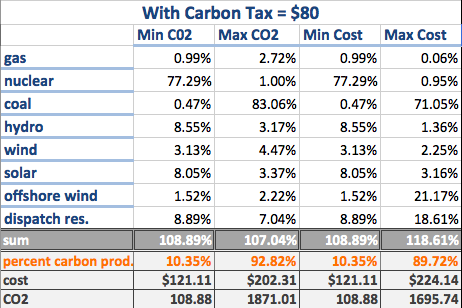 With Carbon Tax = $80
Min C02 Max CO2 Min Cost Max Cost
gas 0.99% 2.72% 0.99% 0.06%
nuclear 77.29% 1.00% 77.29% 0.95%
coal 0.47% 83.06% 0.47% 71.05%
hydro 8.55% 3.17% 8.55% 1.36%
wind 3.13% 4.47% 3.13% 2.25%
solar 8.05% 3.37% 8.05% 3.16%
offshore wind 1.52% 2.22% 1.52% 21.17%
dispatch res. 8.89% 7.04% 8.89% 18.61%
sum 108.89% 107.04% 108.89% 118.61%
percent carbon prod. 10.35% 92.82% 10.35% 89.72%
cost $121.11 $202.31 $121.11 $224.14
CO2 108.88 1871.01 108.88 1695.74